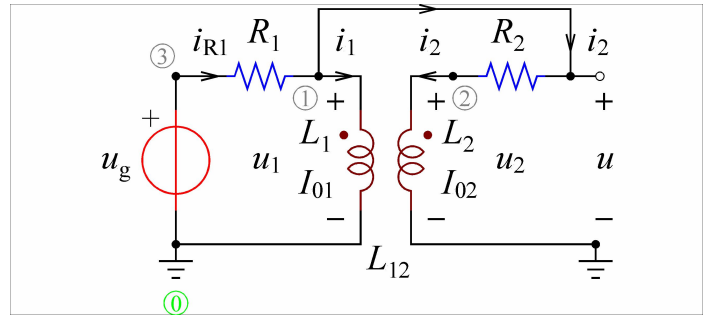 i_R1 R_1 i_1 i_2 R_2 i_2
③ ① + + ② +
+ L_1 L_2
u_g u_1 I_01 I_02 u_2 u
− − −
L_12
⓪